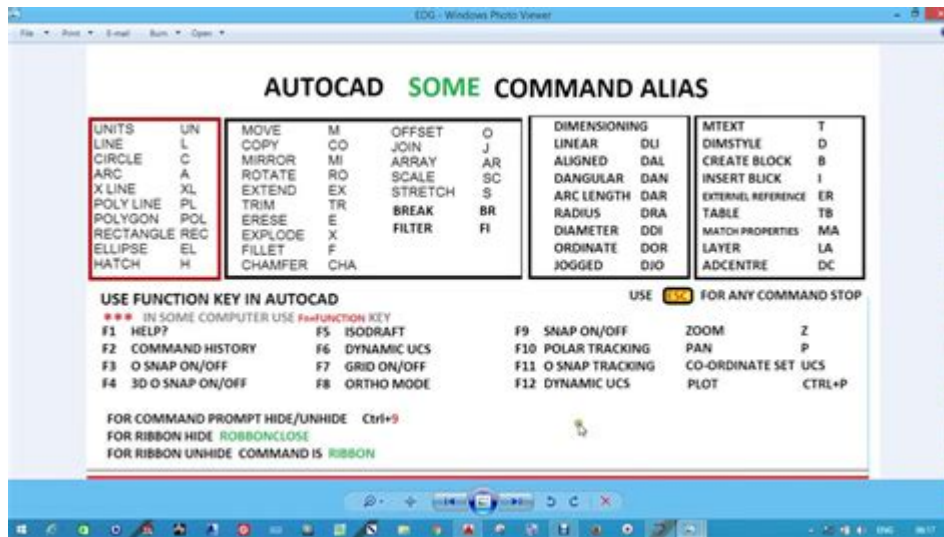 EDG - Windows Photo Viewer
File Print E-mail Burn Open
AUTOCAD SOME COMMAND ALIAS
UNITS UN
LINE L
CIRCLE C
ARC A
X LINE XL
POLY LINE PL
POLYGON POL
RECTANGLE REC
ELLIPSE EL
HATCH H
MOVE M
COPY CO
MIRROR MI
ROTATE RO
EXTEND EX
TRIM TR
ERESE E
EXPLODE X
FILLET F
CHAMFER CHA
OFFSET O
JOIN J
ARRAY AR
SCALE SC
STRETCH S
BREAK BR
FILTER FI
DIMENSIONING
LINEAR DLI
ALIGNED DAL
DANGULAR DAN
ARC LENGTH DAR
RADIUS DRA
DIAMETER DDI
ORDINATE DOR
JOGGED DJO
MTEXT T
DIMSTYLE D
CREATE BLOCK B
INSERT BLICK I
EXTERNEL REFERENCE ER
TABLE TB
MATCH PROPERTIES MA
LAYER LA
ADCENTRE DC
USE FUNCTION KEY IN AUTOCAD
USE ESC FOR ANY COMMAND STOP
*** IN SOME COMPUTER USE Fn+FUNCTION KEY
F1 HELP?
F2 COMMAND HISTORY
F3 O SNAP ON/OFF
F4 3D O SNAP ON/OFF
F5 ISODRAFT
F6 DYNAMIC UCS
F7 GRID ON/OFF
F8 ORTHO MODE
F9 SNAP ON/OFF
F10 POLAR TRACKING
F11 O SNAP TRACKING
F12 DYNAMIC UCS
ZOOM Z
PAN P
CO-ORDINATE SET UCS
PLOT CTRL+P
FOR COMMAND PROMPT HIDE/UNHIDE Ctrl+9
FOR RIBBON HIDE ROBBONCLOSE
FOR RIBBON UNHIDE COMMAND IS RIBBON
ENG 06:17